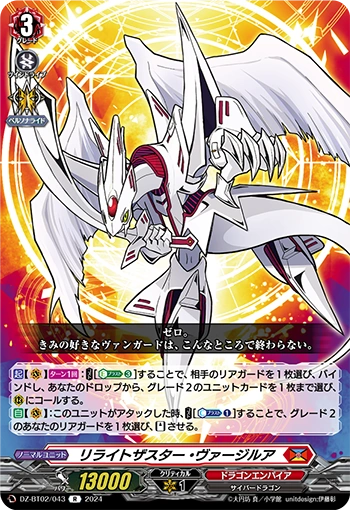 3
グレード
ツインドライブ
ペルソナライド
ゼロ。
きみの好きなヴァンガードは、こんなところで終わらない。
起【V】ターン1回:【【ソウルブラスト3】】することで、相手のリアガードを1枚選び、バインドし、あなたのドロップから、グレード2のユニットカードを1枚まで選び、Rにコールする。
自【V】:このユニットがアタックした時、【【カウンターブラスト1】】することで、グレード2のあなたのリアガードを1枚選び、【スタンド】させる。
ノーマルユニット
リライトザスター・ヴァージルア
パワー
13000
クリティカル
1
ドラゴンエンパイア
サイバードラゴン
DZ-BT02/043 R 2024
©大円坊 貪/小学館 unitdesign:伊藤彰